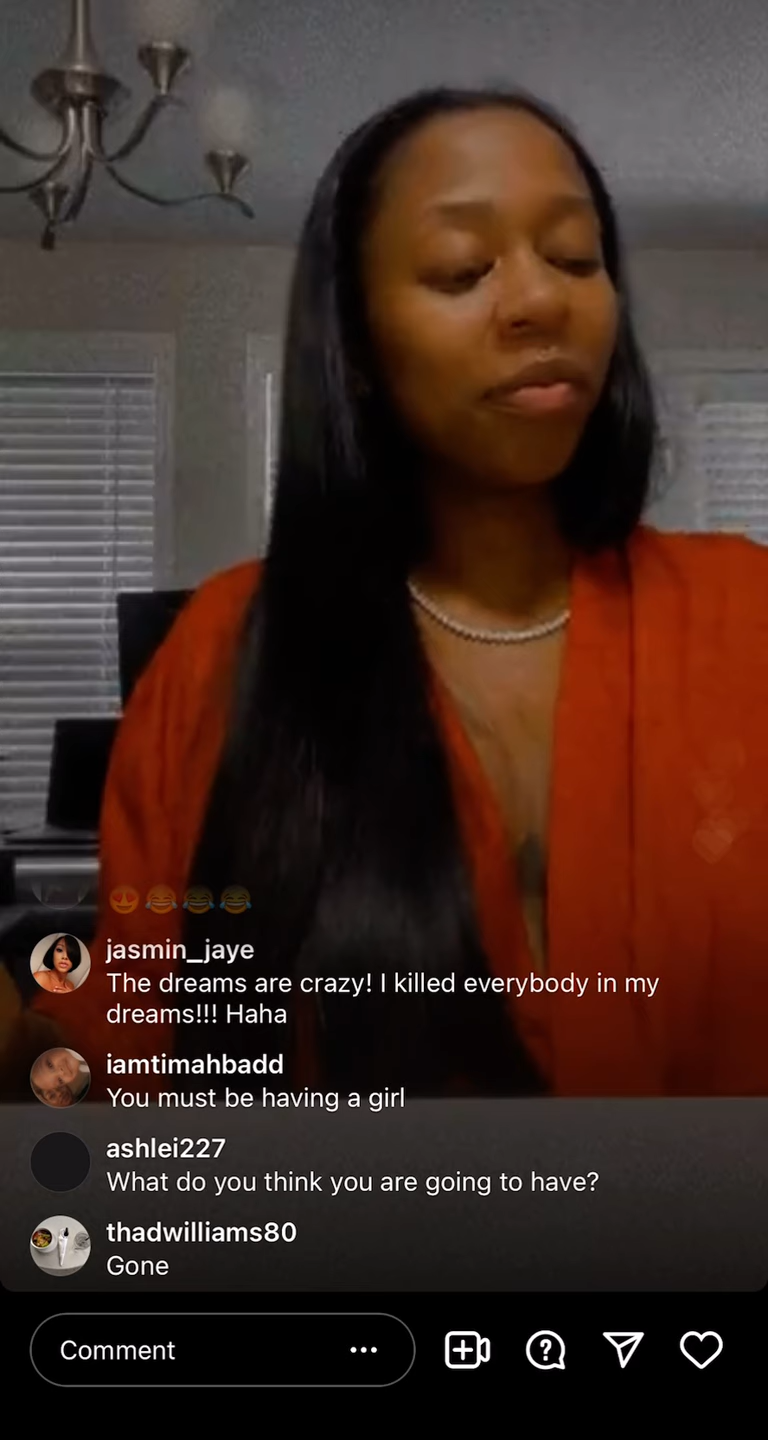 😍😂😂😂
jasmin_jaye
The dreams are crazy! I killed everybody in my
dreams!!! Haha
iamtimahbadd
You must be having a girl
ashlei227
What do you think you are going to have?
thadwilliams80
Gone
Comment